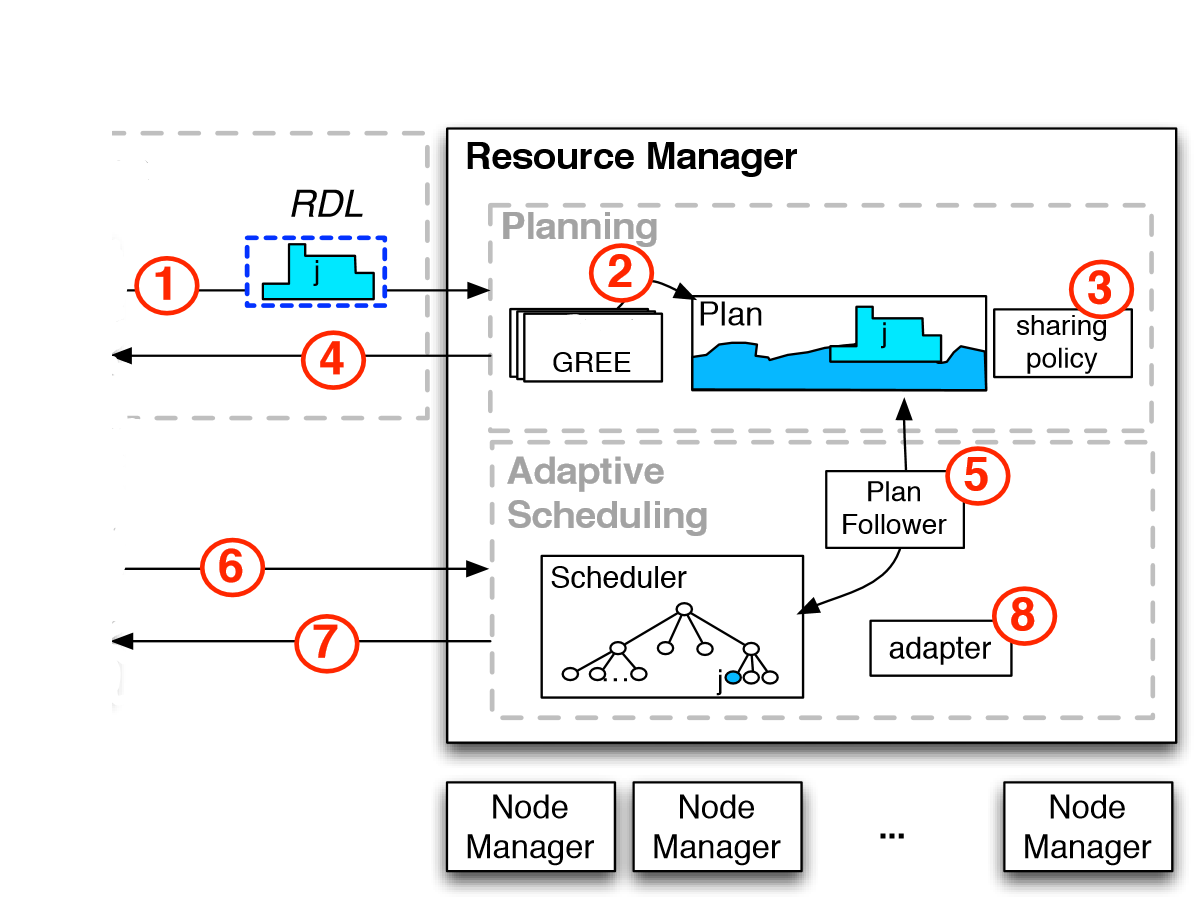 Resource Manager
RDL
j
Planning
1
2
3
Plan
j
sharing
policy
GREE
4
Adaptive
Scheduling
5
Plan
Follower
6
Scheduler
...
j
7
8
adapter
Node
Manager
Node
Manager
...
Node
Manager